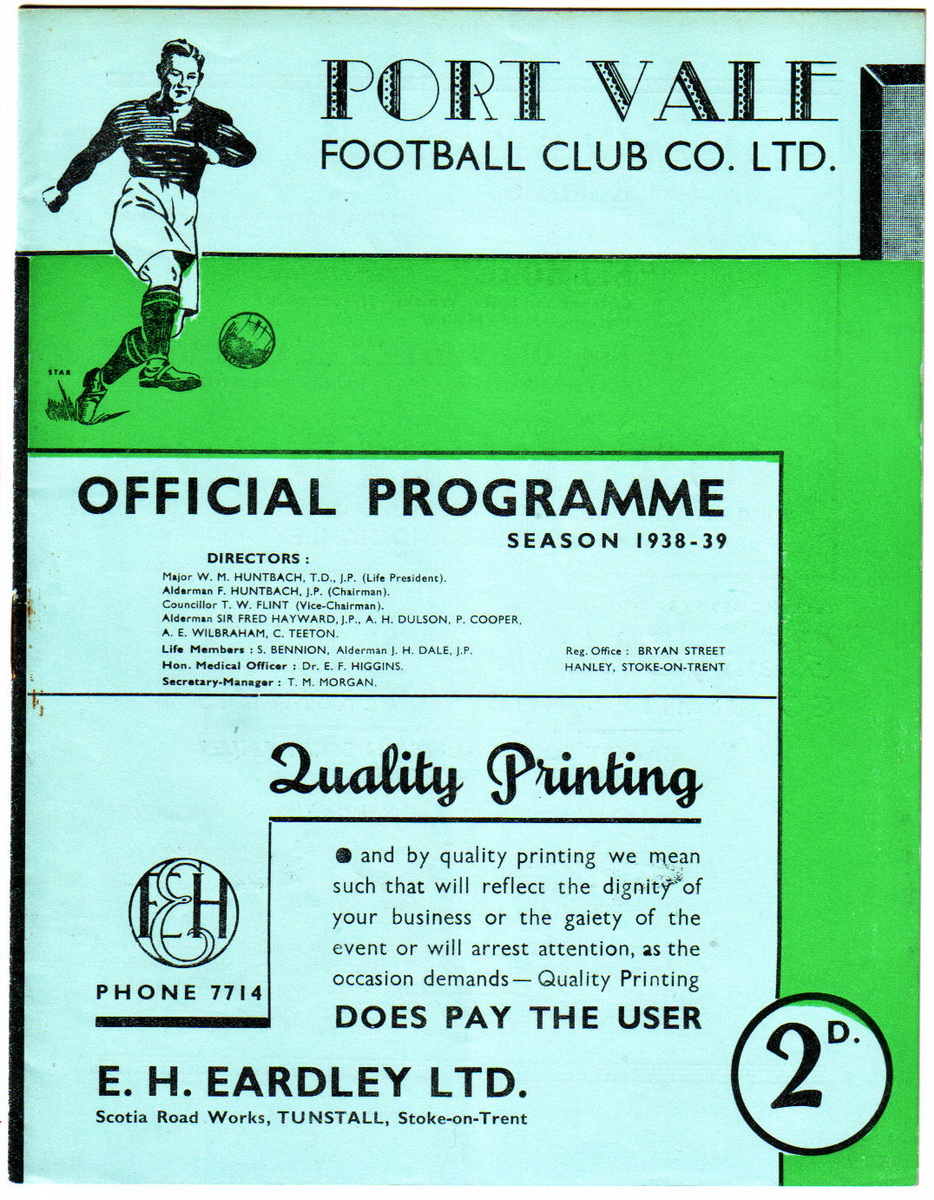 PORT VALE
FOOTBALL CLUB CO. LTD.
STAR
OFFICIAL PROGRAMME
SEASON 1938-39
DIRECTORS :
Major W. M. HUNTBACH, T.D., J.P. (Life President).
Alderman F. HUNTBACH, J.P. (Chairman).
Councillor T. W. FLINT (Vice-Chairman).
Alderman SIR FRED HAYWARD, J.P., A. H. DULSON, P. COOPER,
A. E. WILBRAHAM, C. TEETON.
Life Members : S. BENNION, Alderman J. H. DALE, J.P.
Hon. Medical Officer : Dr. E. F. HIGGINS.
Secretary-Manager : T. M. MORGAN.
Reg. Office : BRYAN STREET
HANLEY, STOKE-ON-TRENT
Quality Printing
● and by quality printing we mean
such that will reflect the dignity of
your business or the gaiety of the
event or will arrest attention, as the
occasion demands — Quality Printing
DOES PAY THE USER
EHE
PHONE 7714
E. H. EARDLEY LTD.
Scotia Road Works, TUNSTALL, Stoke-on-Trent
2D.